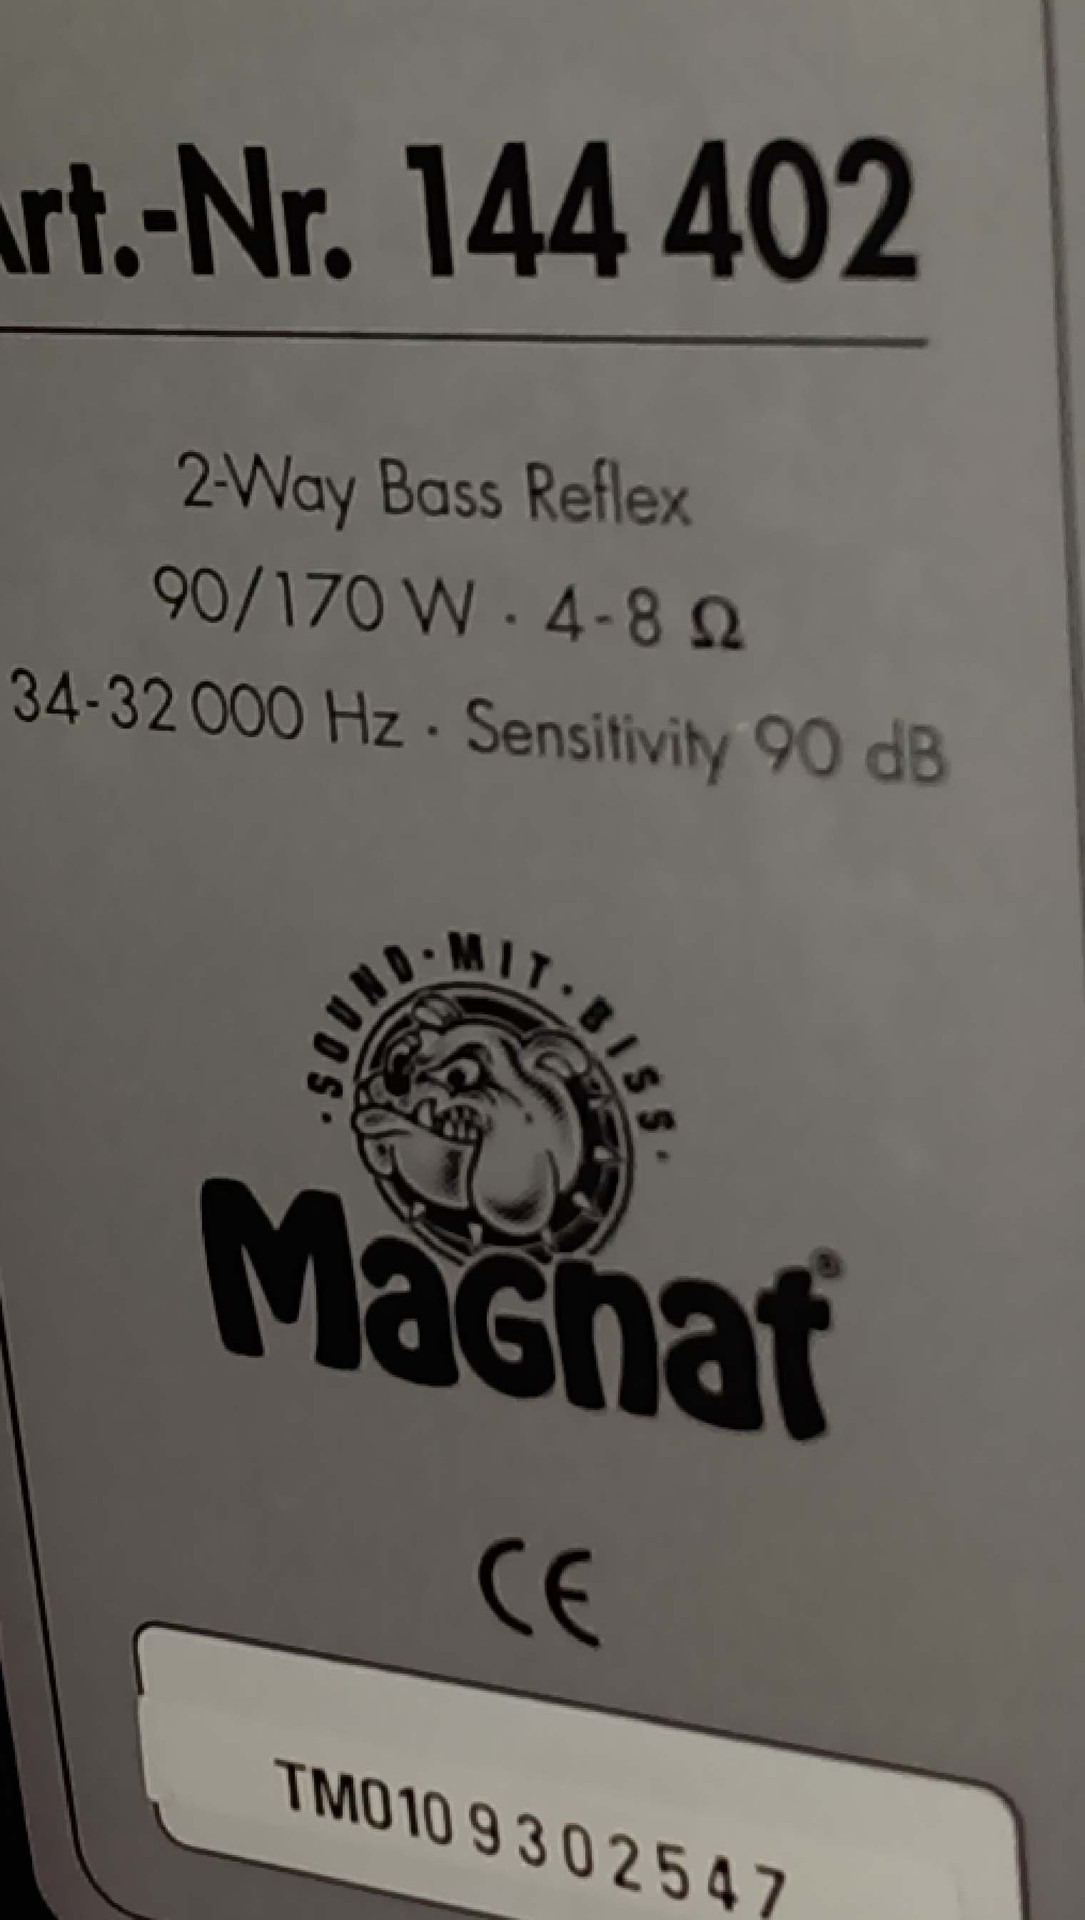 Art.-Nr. 144 402
2-Way Bass Reflex
90/170 W · 4-8 Ω
34-32 000 Hz · Sensitivity 90 dB
· SOUND · MIT · BISS ·
Magnat®
CE
TM0109302547